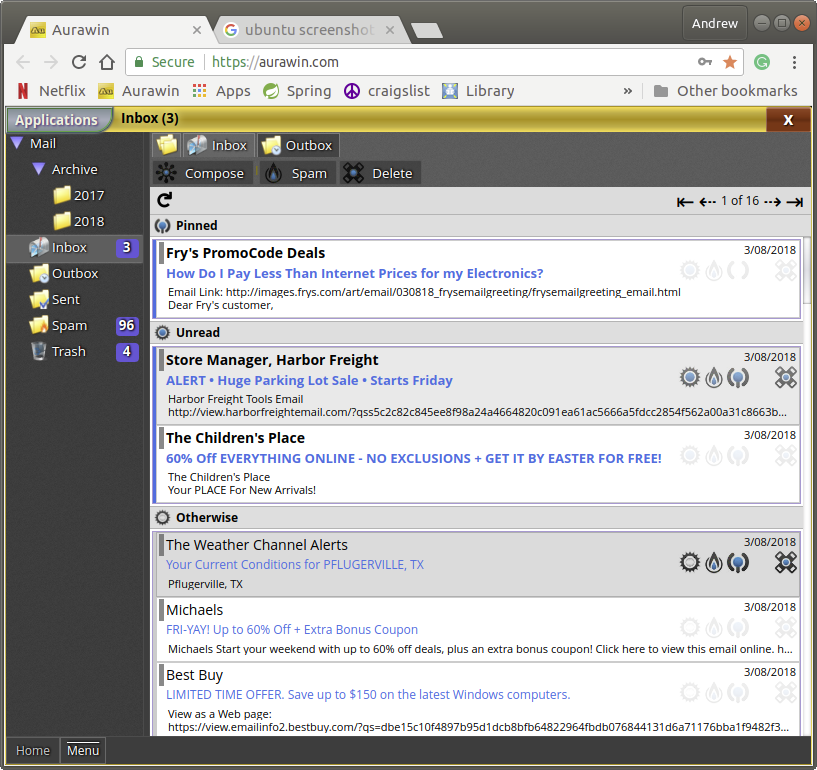 Andrew
Aurawin
ubuntu screenshot
Secure
https://aurawin.com
Netflix
Aurawin
Apps
Spring
craigslist
Library
»
Other bookmarks
Applications
Inbox (3)
X
Mail
Archive
2017
2018
Inbox 3
Outbox
Sent
Spam 96
Trash 4
Inbox
Outbox
Compose
Spam
Delete
1 of 16
Pinned
Fry's PromoCode Deals
3/08/2018
How Do I Pay Less Than Internet Prices for my Electronics?
Email Link: http://images.frys.com/art/email/030818_frysemailgreeting/frysemailgreeting_email.html
Dear Fry's customer,
Unread
Store Manager, Harbor Freight
3/08/2018
ALERT • Huge Parking Lot Sale • Starts Friday
Harbor Freight Tools Email
http://view.harborfreightemail.com/?qss5c2c82c845ee8f98a24a4664820c091ea61ac5666a5fdcc2854f562a00a31c8663b...
The Children's Place
3/08/2018
60% Off EVERYTHING ONLINE - NO EXCLUSIONS + GET IT BY EASTER FOR FREE!
The Children's Place
Your PLACE For New Arrivals!
Otherwise
The Weather Channel Alerts
3/08/2018
Your Current Conditions for PFLUGERVILLE, TX
Pflugerville, TX
Michaels
3/08/2018
FRI-YAY! Up to 60% Off + Extra Bonus Coupon
Michaels Start your weekend with up to 60% off deals, plus an extra bonus coupon! Click here to view this email online. h...
Best Buy
3/08/2018
LIMITED TIME OFFER. Save up to $150 on the latest Windows computers.
View as a Web page:
https://view.emailinfo2.bestbuy.com/?qs=dbe15c10f4897b95d1dcb8bfb64822964fbdb076844131d6a71176bba1f9482f3...
Home
Menu